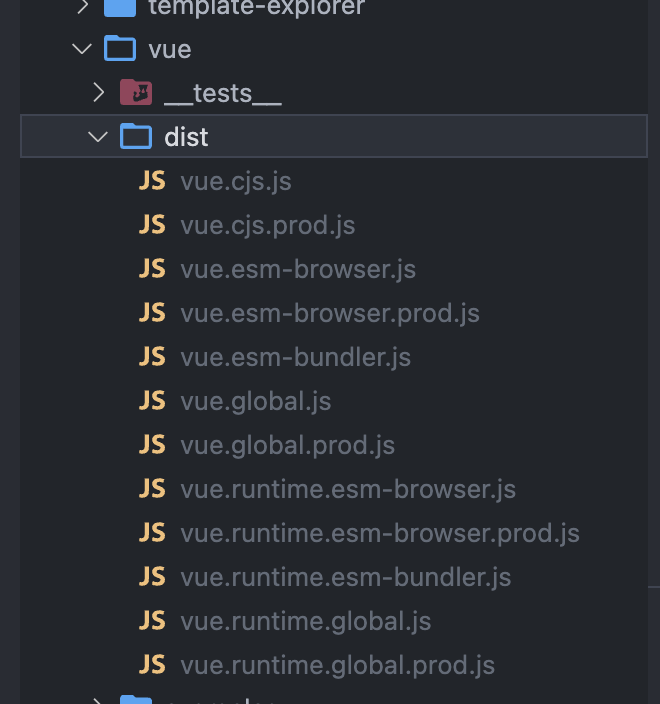 template-explorer
vue
__tests__
dist
JS vue.cjs.js
JS vue.cjs.prod.js
JS vue.esm-browser.js
JS vue.esm-browser.prod.js
JS vue.esm-bundler.js
JS vue.global.js
JS vue.global.prod.js
JS vue.runtime.esm-browser.js
JS vue.runtime.esm-browser.prod.js
JS vue.runtime.esm-bundler.js
JS vue.runtime.global.js
JS vue.runtime.global.prod.js